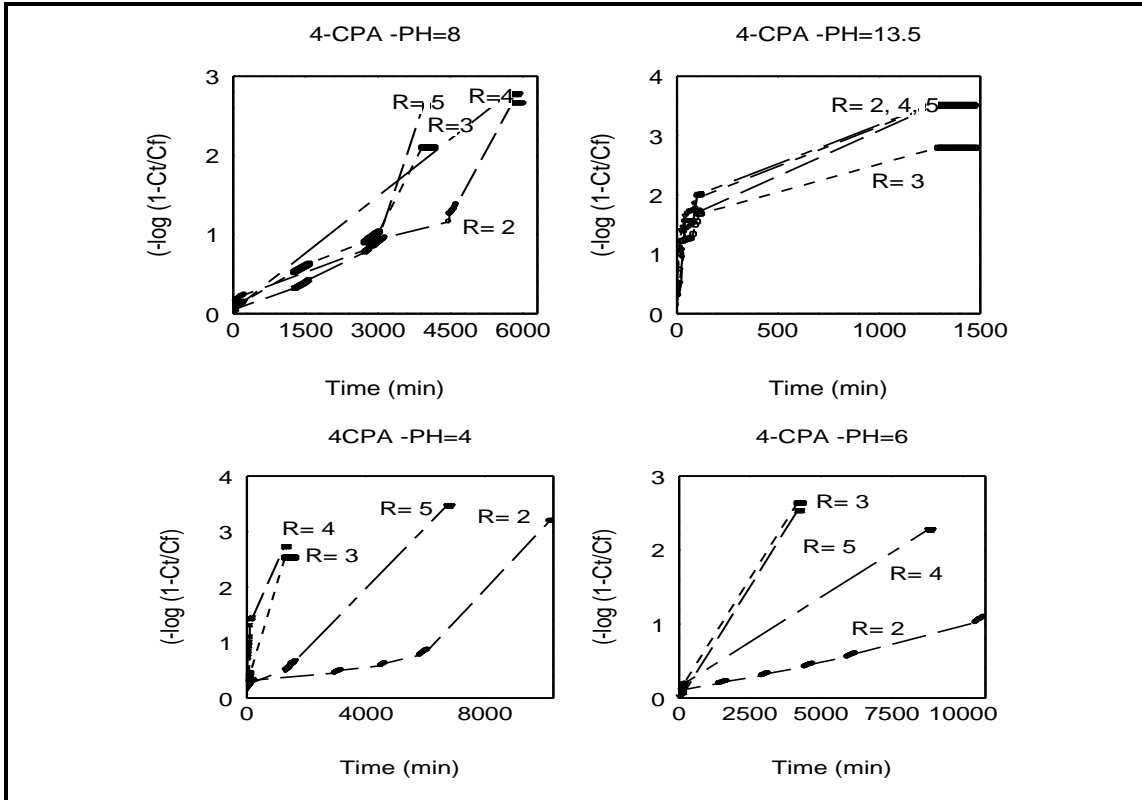 4-CPA -PH=8
3
2
1
0
(-log (1-Ct/Cf)
R= 5
R= 4
R= 3
R= 2
0 1500 3000 4500 6000
Time (min)
4-CPA -PH=13.5
4
3
2
1
0
(-log (1-Ct/Cf)
R= 2, 4, 5
R= 3
0 500 1000 1500
Time (min)
4CPA -PH=4
4
3
2
1
0
(-log (1-Ct/Cf)
R= 4
R= 3
R= 5
R= 2
0 4000 8000
Time (min)
4-CPA -PH=6
3
2
1
0
(-log (1-Ct/Cf)
R= 3
R= 5
R= 4
R= 2
0 2500 5000 7500 10000
Time (min)